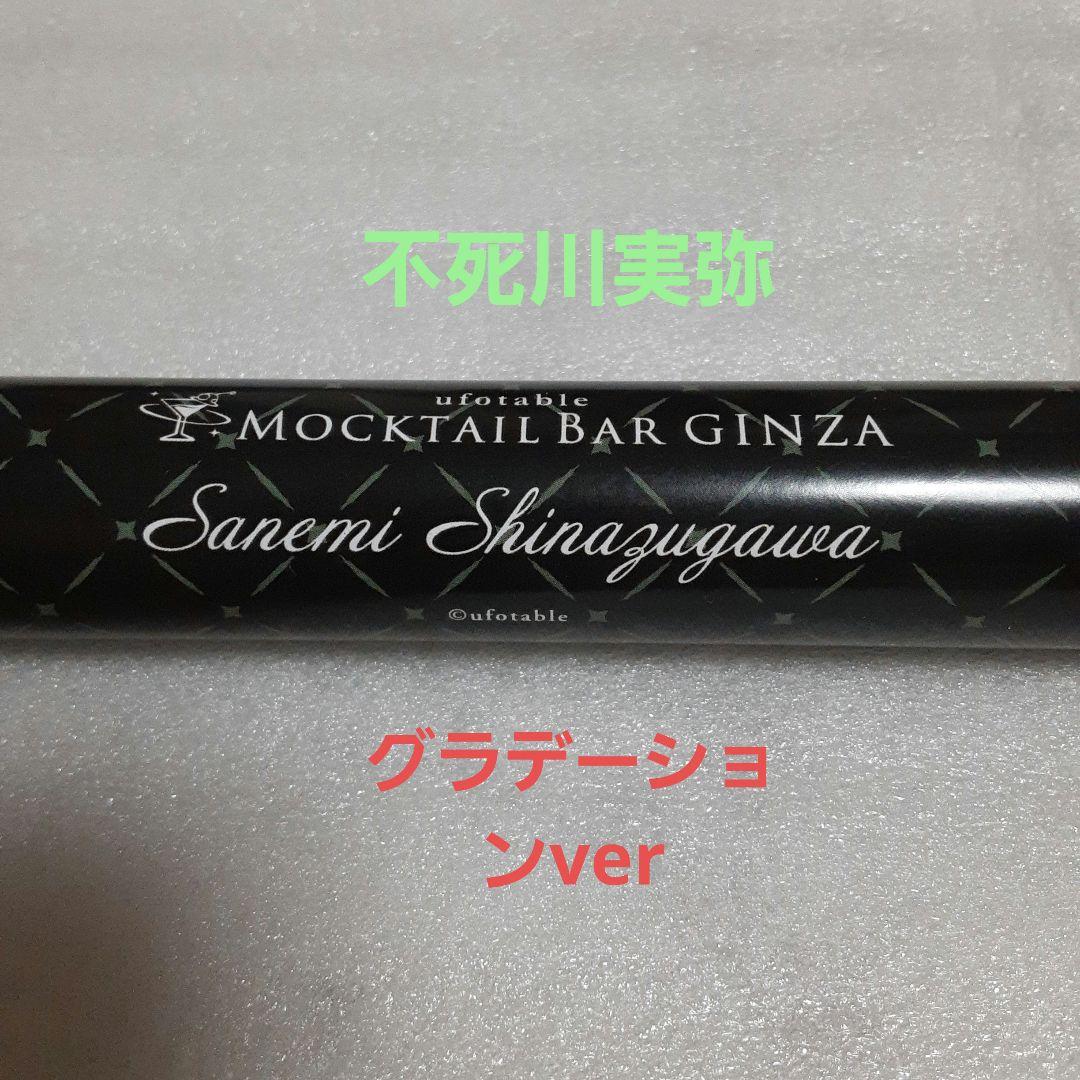 不死川実弥
ufotable
MOCKTAIL BAR GINZA
Sanemi Shinazugawa
©ufotable
グラデーショ
ンver